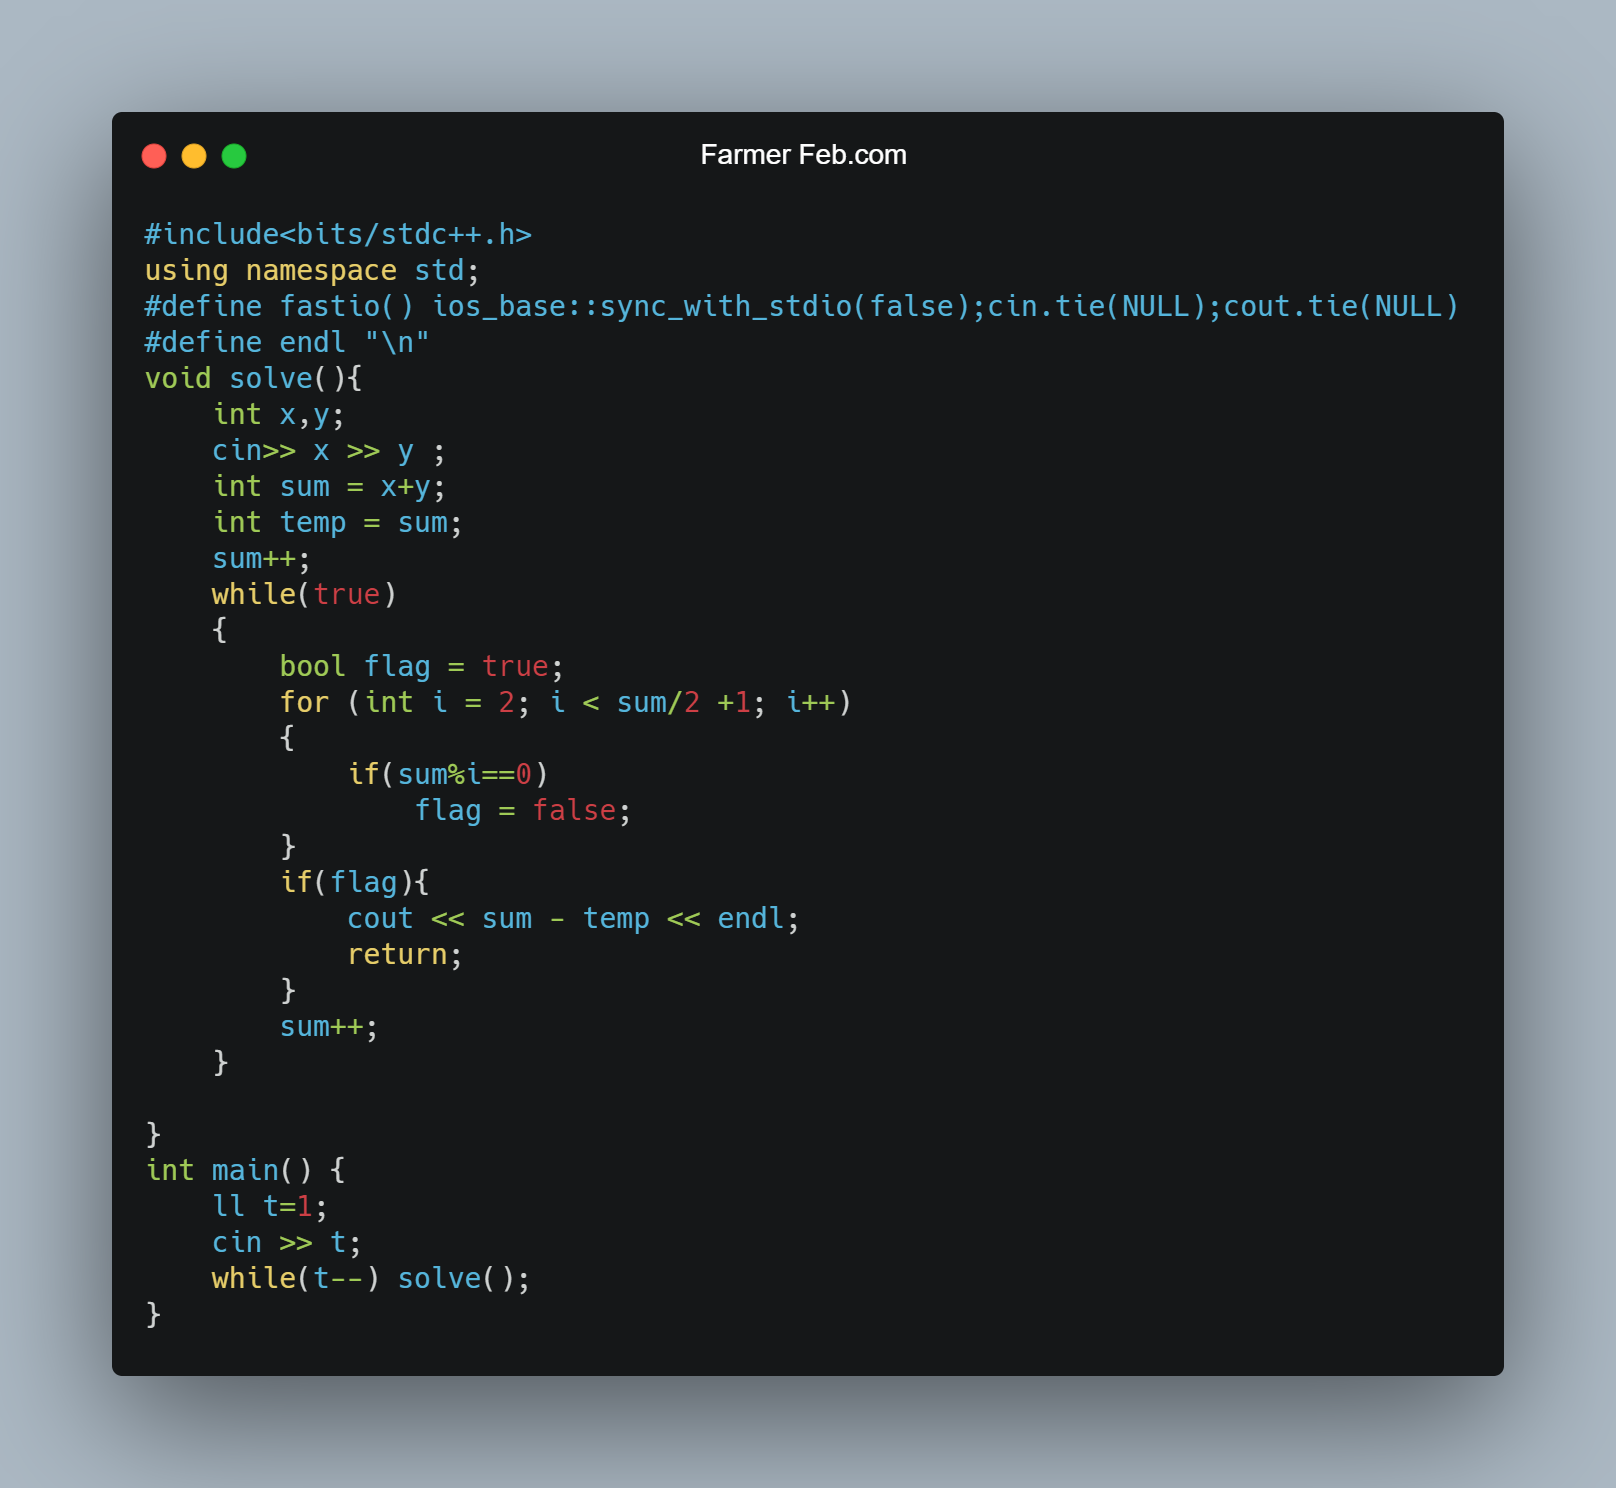 Farmer Feb.com
#include<bits/stdc++.h>
using namespace std;
#define fastio() ios_base::sync_with_stdio(false);cin.tie(NULL);cout.tie(NULL)
#define endl "\n"
void solve(){
    int x,y;
    cin>> x >> y ;
    int sum = x+y;
    int temp = sum;
    sum++;
    while(true)
    {
        bool flag = true;
        for (int i = 2; i < sum/2 +1; i++)
        {
            if(sum%i==0)
                flag = false;
        }
        if(flag){
            cout << sum - temp << endl;
            return;
        }
        sum++;
    }

}
int main() {
    ll t=1;
    cin >> t;
    while(t--) solve();
}